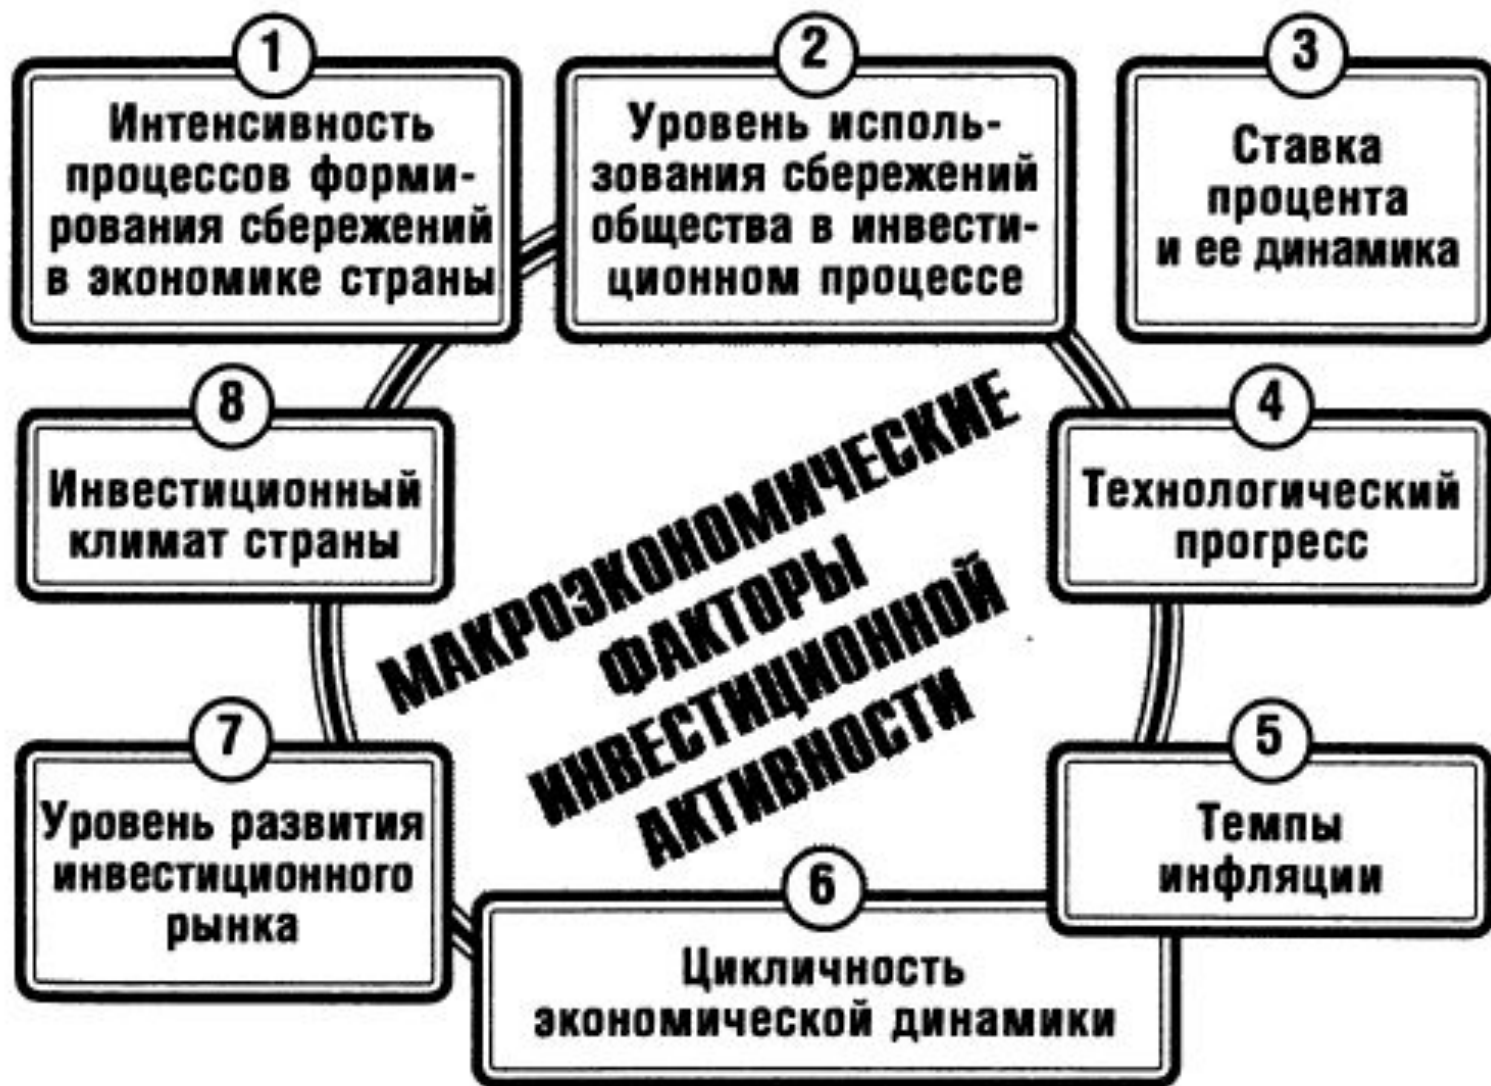 1
Интенсивность
процессов форми-
рования сбережений
в экономике страны
2
Уровень исполь-
зования сбережений
общества в инвести-
ционном процессе
3
Ставка
процента
и ее динамика
8
Инвестиционный
климат страны
МАКРОЭКОНОМИЧЕСКИЕ
ФАКТОРЫ
ИНВЕСТИЦИОННОЙ
АКТИВНОСТИ
4
Технологический
прогресс
7
Уровень развития
инвестиционного
рынка
5
Темпы
инфляции
6
Цикличность
экономической динамики